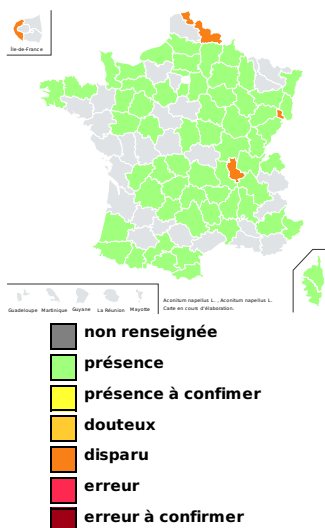 Île-de-France
Guadeloupe Martinique Guyane La Réunion Mayotte
Aconitum napellus L. , Aconitum napellus L.
Carte en cours d'élaboration.
non renseignée
présence
présence à confimer
douteux
disparu
erreur
erreur à confirmer